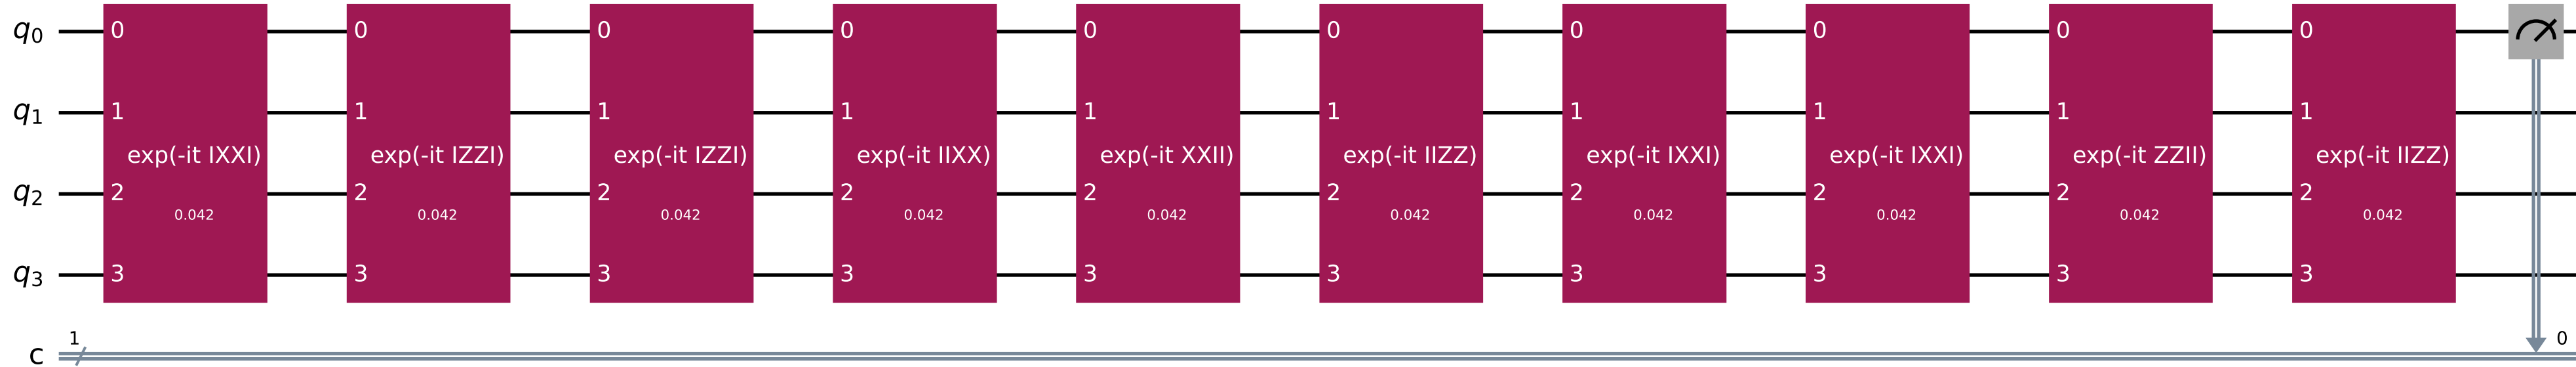 q0 0 0 0 0 0 0 0 0 0 0
q1 1 1 1 1 1 1 1 1 1 1
exp(-it IXXI) exp(-it IZZI) exp(-it IZZI) exp(-it IIXX) exp(-it XXII) exp(-it IIZZ) exp(-it IXXI) exp(-it IXXI) exp(-it ZZII) exp(-it IIZZ)
q2 2 2 2 2 2 2 2 2 2 2
0.042 0.042 0.042 0.042 0.042 0.042 0.042 0.042 0.042 0.042
q3 3 3 3 3 3 3 3 3 3 3
1 0
c